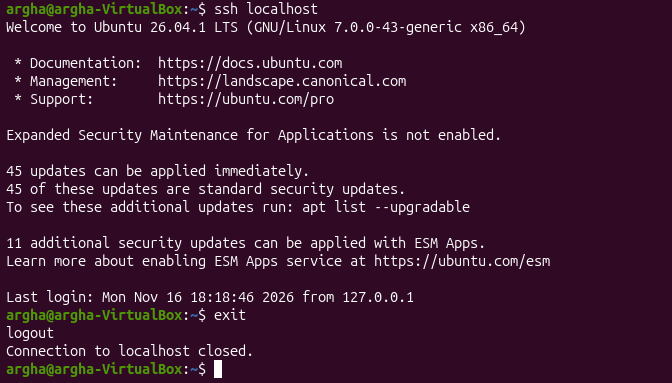 argha@argha-VirtualBox:~$ ssh localhost
Welcome to Ubuntu 26.04.1 LTS (GNU/Linux 7.0.0-43-generic x86_64)

 * Documentation:  https://docs.ubuntu.com
 * Management:     https://landscape.canonical.com
 * Support:        https://ubuntu.com/pro

Expanded Security Maintenance for Applications is not enabled.

45 updates can be applied immediately.
45 of these updates are standard security updates.
To see these additional updates run: apt list --upgradable

11 additional security updates can be applied with ESM Apps.
Learn more about enabling ESM Apps service at https://ubuntu.com/esm

Last login: Mon Nov 16 18:18:46 2026 from 127.0.0.1
argha@argha-VirtualBox:~$ exit
logout
Connection to localhost closed.
argha@argha-VirtualBox:~$